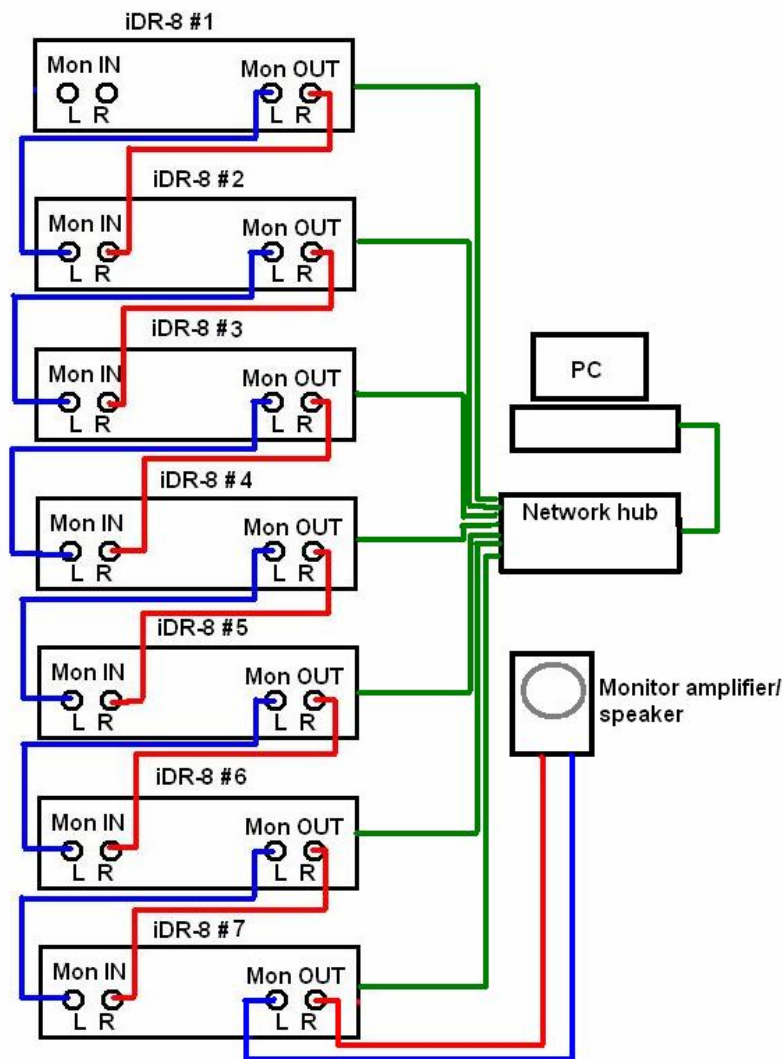 iDR-8 #1
Mon IN Mon OUT
L R L R
iDR-8 #2
Mon IN Mon OUT
L R L R
iDR-8 #3
Mon IN Mon OUT
L R L R
PC
iDR-8 #4
Mon IN Mon OUT
L R L R
Network hub
iDR-8 #5
Mon IN Mon OUT
L R L R
Monitor amplifier/
speaker
iDR-8 #6
Mon IN Mon OUT
L R L R
iDR-8 #7
Mon IN Mon OUT
L R L R